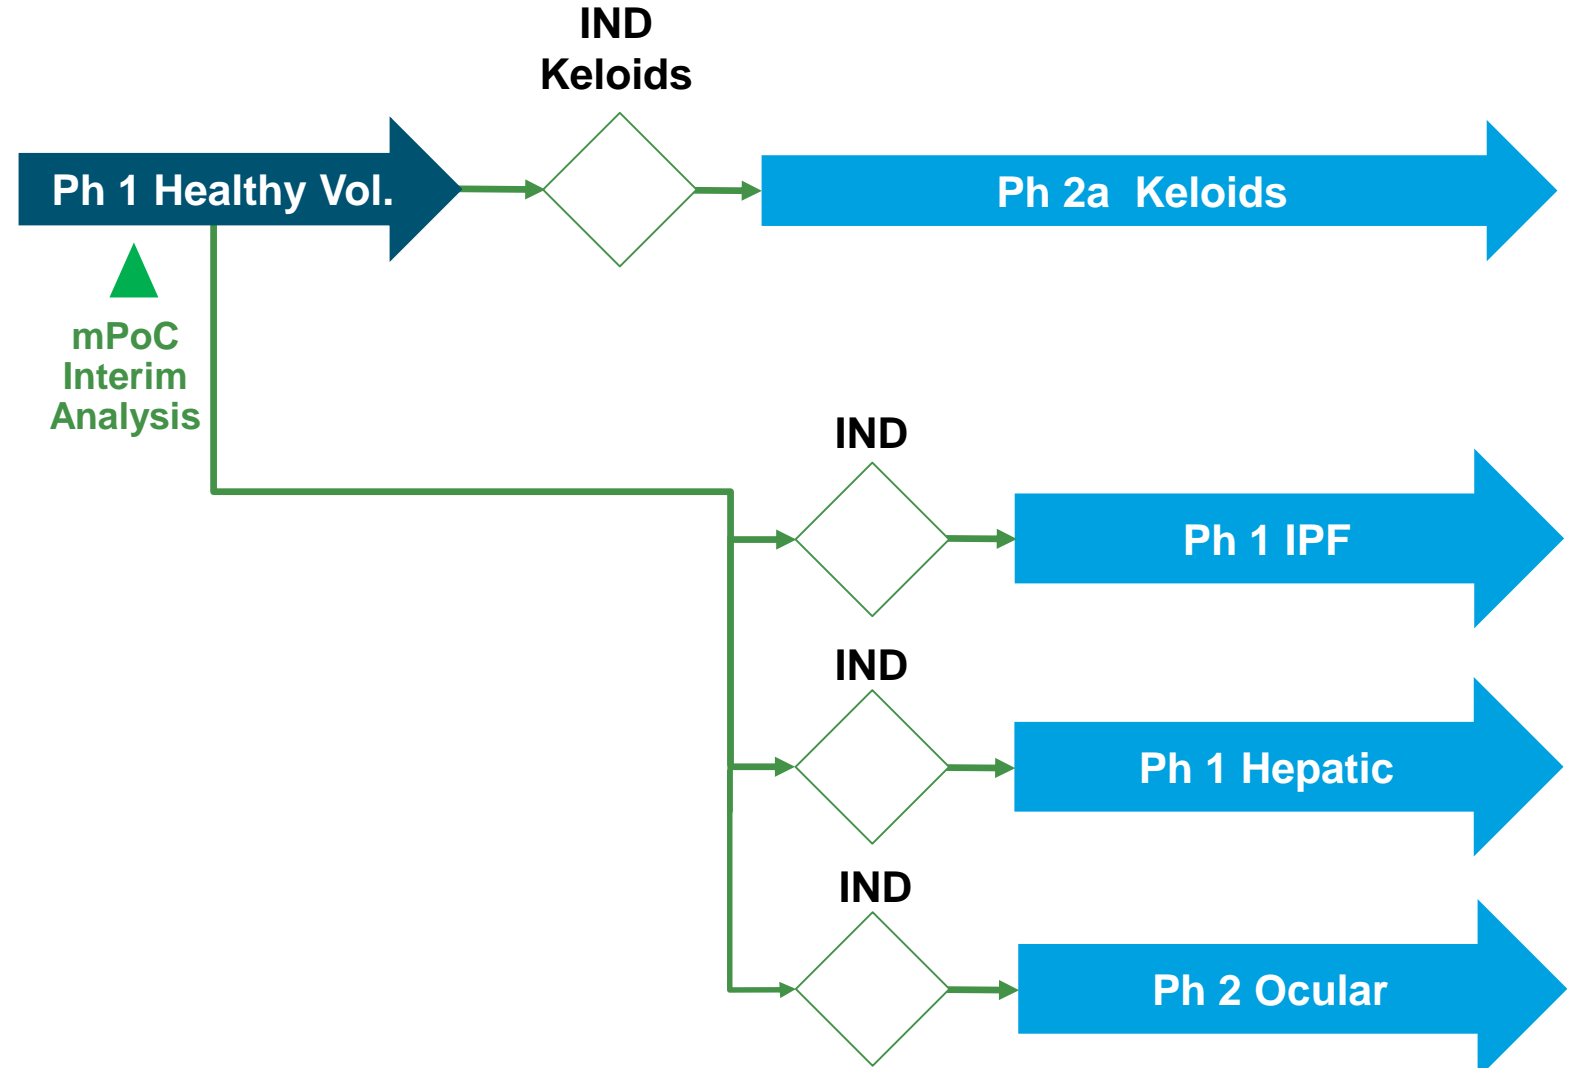 IND
Keloids
Ph 1 Healthy Vol.
Ph 2a Keloids
mPoC
Interim
Analysis
IND
Ph 1 IPF
IND
Ph 1 Hepatic
IND
Ph 2 Ocular